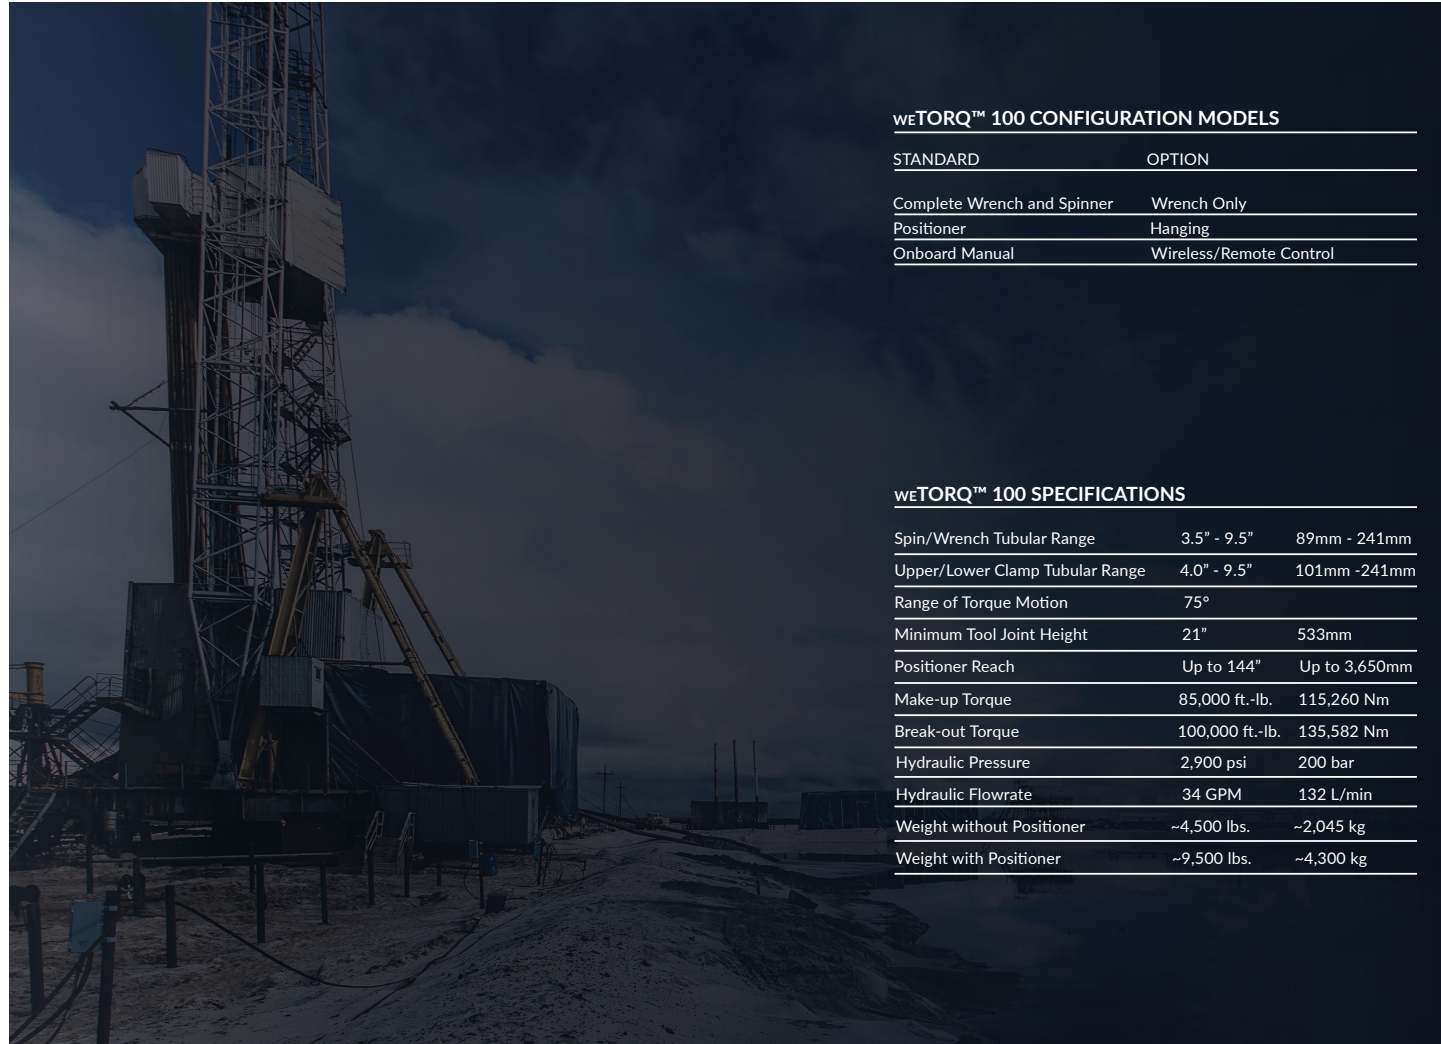 WETORQ™ 100 CONFIGURATION MODELS
STANDARD OPTION
Complete Wrench and Spinner Wrench Only
Positioner Hanging
Onboard Manual Wireless/Remote Control
WETORQ™ 100 SPECIFICATIONS
Spin/Wrench Tubular Range 3.5” - 9.5” 89mm - 241mm
Upper/Lower Clamp Tubular Range 4.0” - 9.5” 101mm -241mm
Range of Torque Motion 75°
Minimum Tool Joint Height 21” 533mm
Positioner Reach Up to 144” Up to 3,650mm
Make-up Torque 85,000 ft.-lb. 115,260 Nm
Break-out Torque 100,000 ft.-lb. 135,582 Nm
Hydraulic Pressure 2,900 psi 200 bar
Hydraulic Flowrate 34 GPM 132 L/min
Weight without Positioner ~4,500 lbs. ~2,045 kg
Weight with Positioner ~9,500 lbs. ~4,300 kg